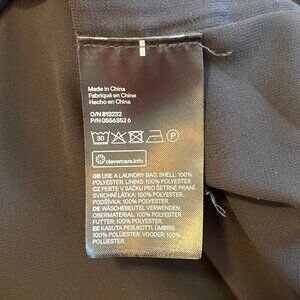 Made in China
Fabriqué en Chine
Hecho en China
O/N 813232
P/N 0556352 6
30
P
clevercare.info
GB USE A LAUNDRY BAG. SHELL: 100%
POLYESTER. LINING: 100% POLYESTER.
CZ PERTE V SÁČKU PRO ŠETRNÉ PRANÍ.
SVRCHNÍ LÁTKA: 100% POLYESTER.
PODŠÍVKA: 100% POLYESTER.
DE WÄSCHEBEUTEL VERWENDEN.
OBERMATERIAL: 100% POLYESTER.
FUTTER: 100% POLYESTER.
EE KASUTA PESUKOTTI. ÜMBRIS:
100% POLÜESTER. VOODER: 100%
POLÜESTER.